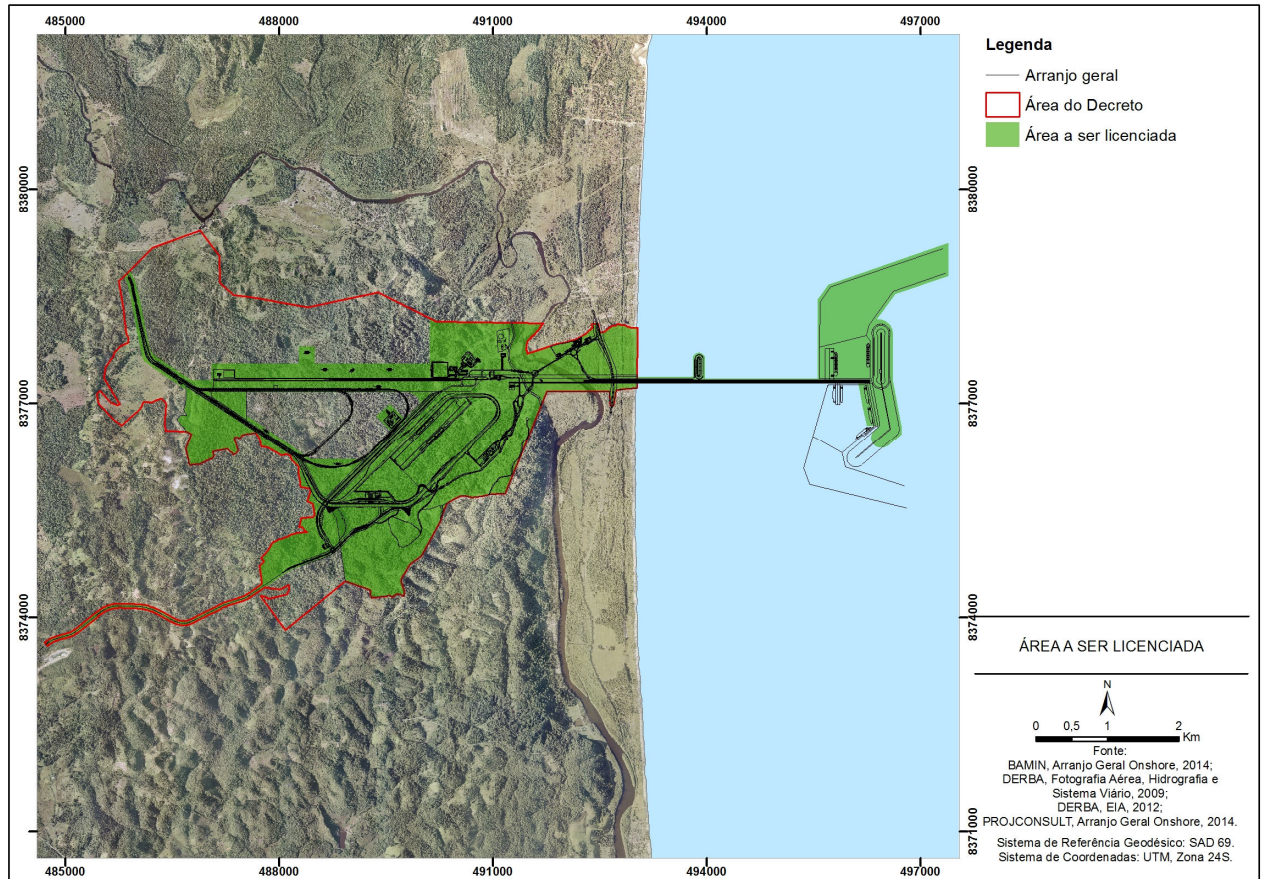 485000 488000 491000 494000 497000
8380000 8380000
8377000 8377000
8374000 8374000
8371000
485000 488000 491000 494000 497000
Legenda
Arranjo geral
Área do Decreto
Área a ser licenciada
ÁREA A SER LICENCIADA
N
0 0,5 1 2
Km
Fonte:
BAMIN, Arranjo Geral Onshore, 2014;
DERBA, Fotografia Aérea, Hidrografia e
Sistema Viário, 2009;
DERBA, EIA, 2012;
PROJCONSULT, Arranjo Geral Onshore, 2014.
Sistema de Referência Geodésico: SAD 69.
Sistema de Coordenadas: UTM, Zona 24S.